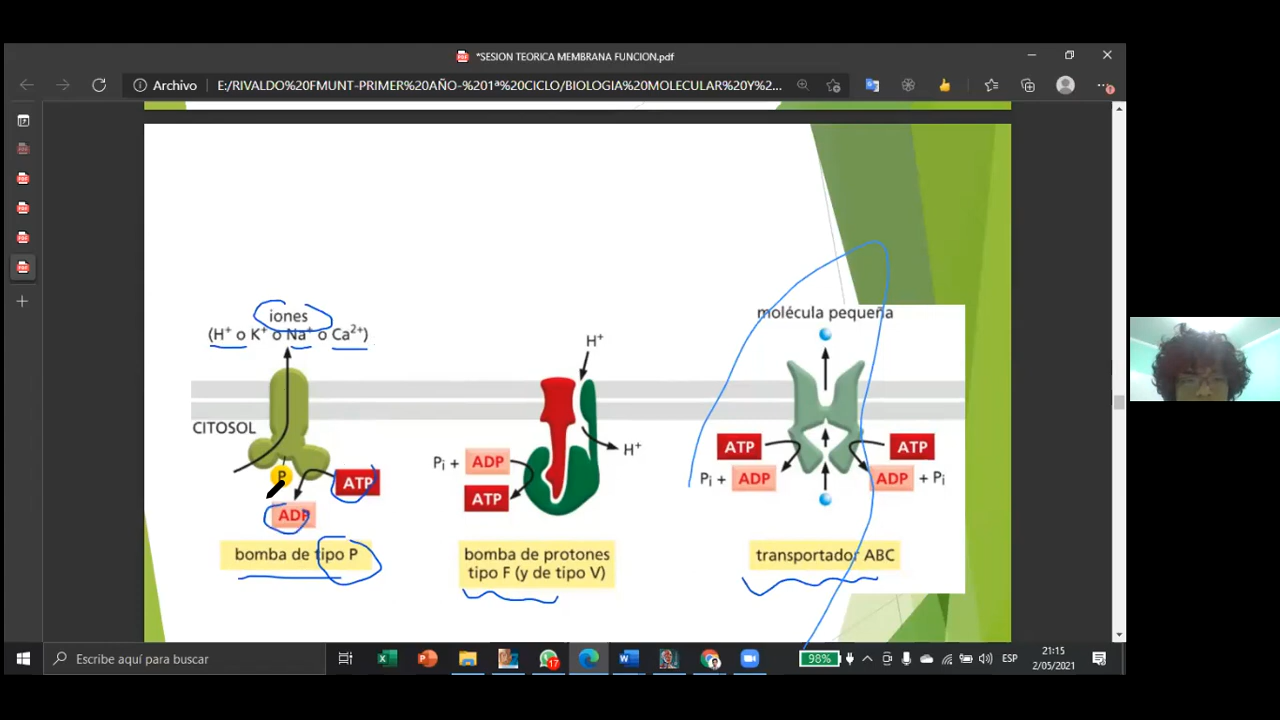 *SESION TEORICA MEMBRANA FUNCION.pdf
Archivo
E:/RIVALDO%20FMUNT-PRIMER%20AÑO-%201ª%20CICLO/BIOLOGIA%20MOLECULAR%20Y%2...
iones
(H⁺ o K⁺ o Na⁺ o Ca²⁺)
CITOSOL
P
ATP
ADP
bomba de tipo P
H⁺
H⁺
Pi + ADP
ATP
bomba de protones
tipo F (y de tipo V)
molécula pequeña
ATP
ATP
Pi + ADP
ADP + Pi
transportador ABC
Escribe aquí para buscar
17
98%
ESP
21:15
2/05/2021